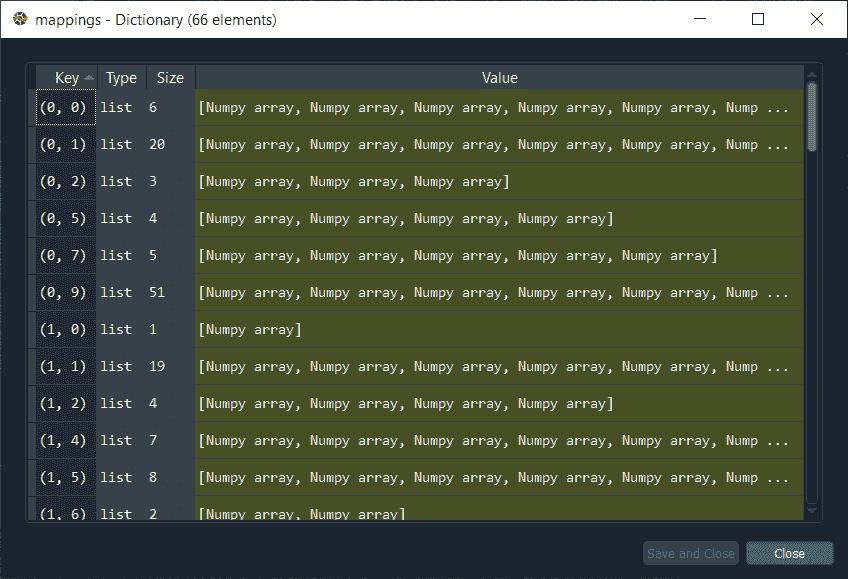 mappings - Dictionary (66 elements)
Key Type Size Value
(0, 0) list 6 [Numpy array, Numpy array, Numpy array, Numpy array, Numpy array, Nump ...
(0, 1) list 20 [Numpy array, Numpy array, Numpy array, Numpy array, Numpy array, Nump ...
(0, 2) list 3 [Numpy array, Numpy array, Numpy array]
(0, 5) list 4 [Numpy array, Numpy array, Numpy array, Numpy array]
(0, 7) list 5 [Numpy array, Numpy array, Numpy array, Numpy array, Numpy array]
(0, 9) list 51 [Numpy array, Numpy array, Numpy array, Numpy array, Numpy array, Nump ...
(1, 0) list 1 [Numpy array]
(1, 1) list 19 [Numpy array, Numpy array, Numpy array, Numpy array, Numpy array, Nump ...
(1, 2) list 4 [Numpy array, Numpy array, Numpy array, Numpy array]
(1, 4) list 7 [Numpy array, Numpy array, Numpy array, Numpy array, Numpy array, Nump ...
(1, 5) list 8 [Numpy array, Numpy array, Numpy array, Numpy array, Numpy array, Nump ...
(1, 6) list 2 [Numpy array, Numpy array]
Save and Close Close